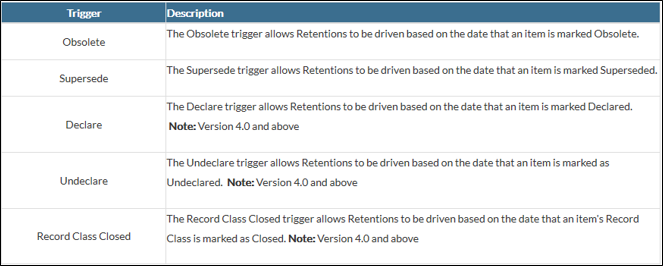 Trigger Description
Obsolete The Obsolete trigger allows Retentions to be driven based on the date that an item is marked Obsolete.
Supersede The Supersede trigger allows Retentions to be driven based on the date that an item is marked Superseded.
Declare The Declare trigger allows Retentions to be driven based on the date that an item is marked Declared.
Note: Version 4.0 and above
Undeclare The Undeclare trigger allows Retentions to be driven based on the date that an item is marked as
Undeclared. Note: Version 4.0 and above
Record Class Closed The Record Class Closed trigger allows Retentions to be driven based on the date that an item's Record
Class is marked as Closed. Note: Version 4.0 and above